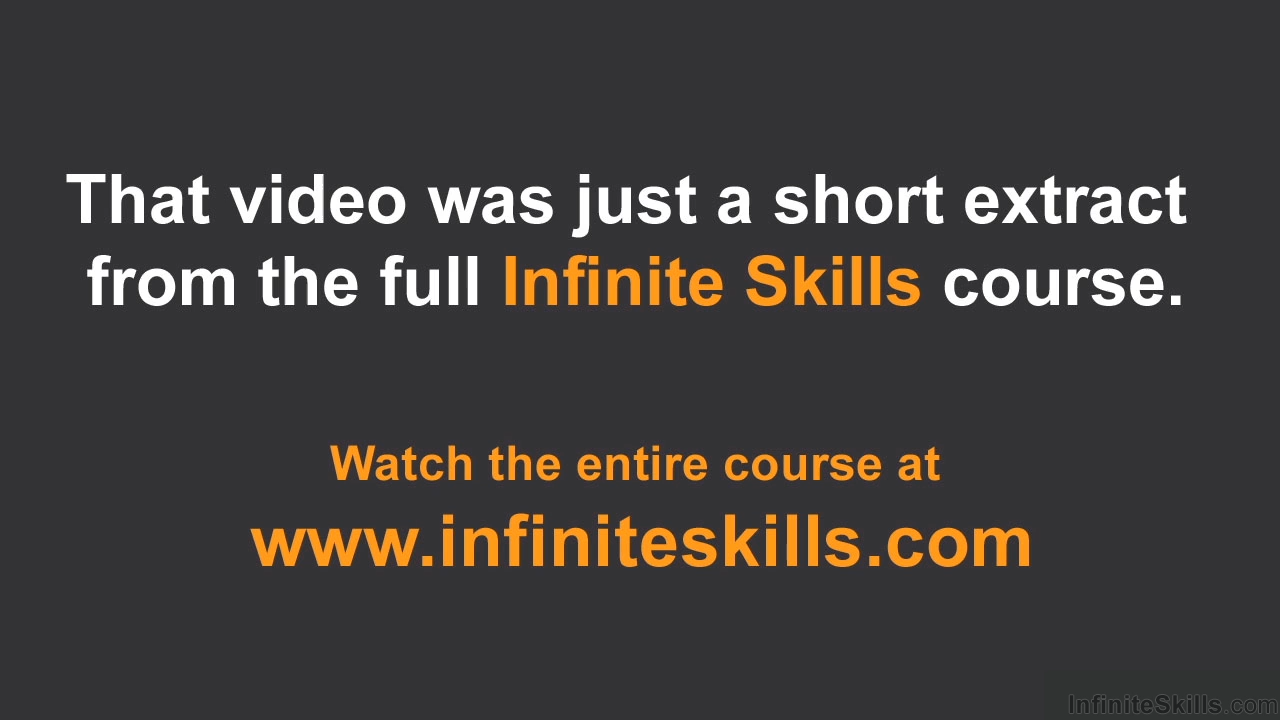 That video was just a short extract
from the full Infinite Skills course.
Watch the entire course at
www.infiniteskills.com
InfiniteSkills.com